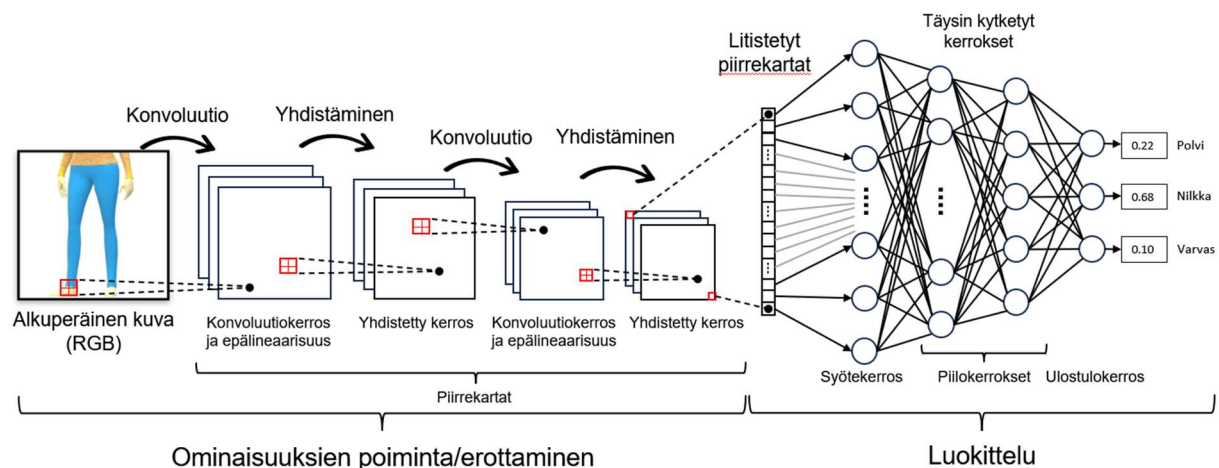 Täysin kytketyt
kerrokset
Litistetyt
piirrekartat
Konvoluutio
Yhdistäminen
Konvoluutio
Yhdistäminen
0.22 Polvi
0.68 Nilkka
0.10 Varvas
Alkuperäinen kuva
(RGB)
Konvoluutiokerros
ja epälineaarisuus
Yhdistetty kerros
Konvoluutiokerros
ja epälineaarisuus
Yhdistetty kerros
Syötekerros
Piilokerrokset
Ulostulokerros
Piirrekartat
Ominaisuuksien poiminta/erottaminen
Luokittelu